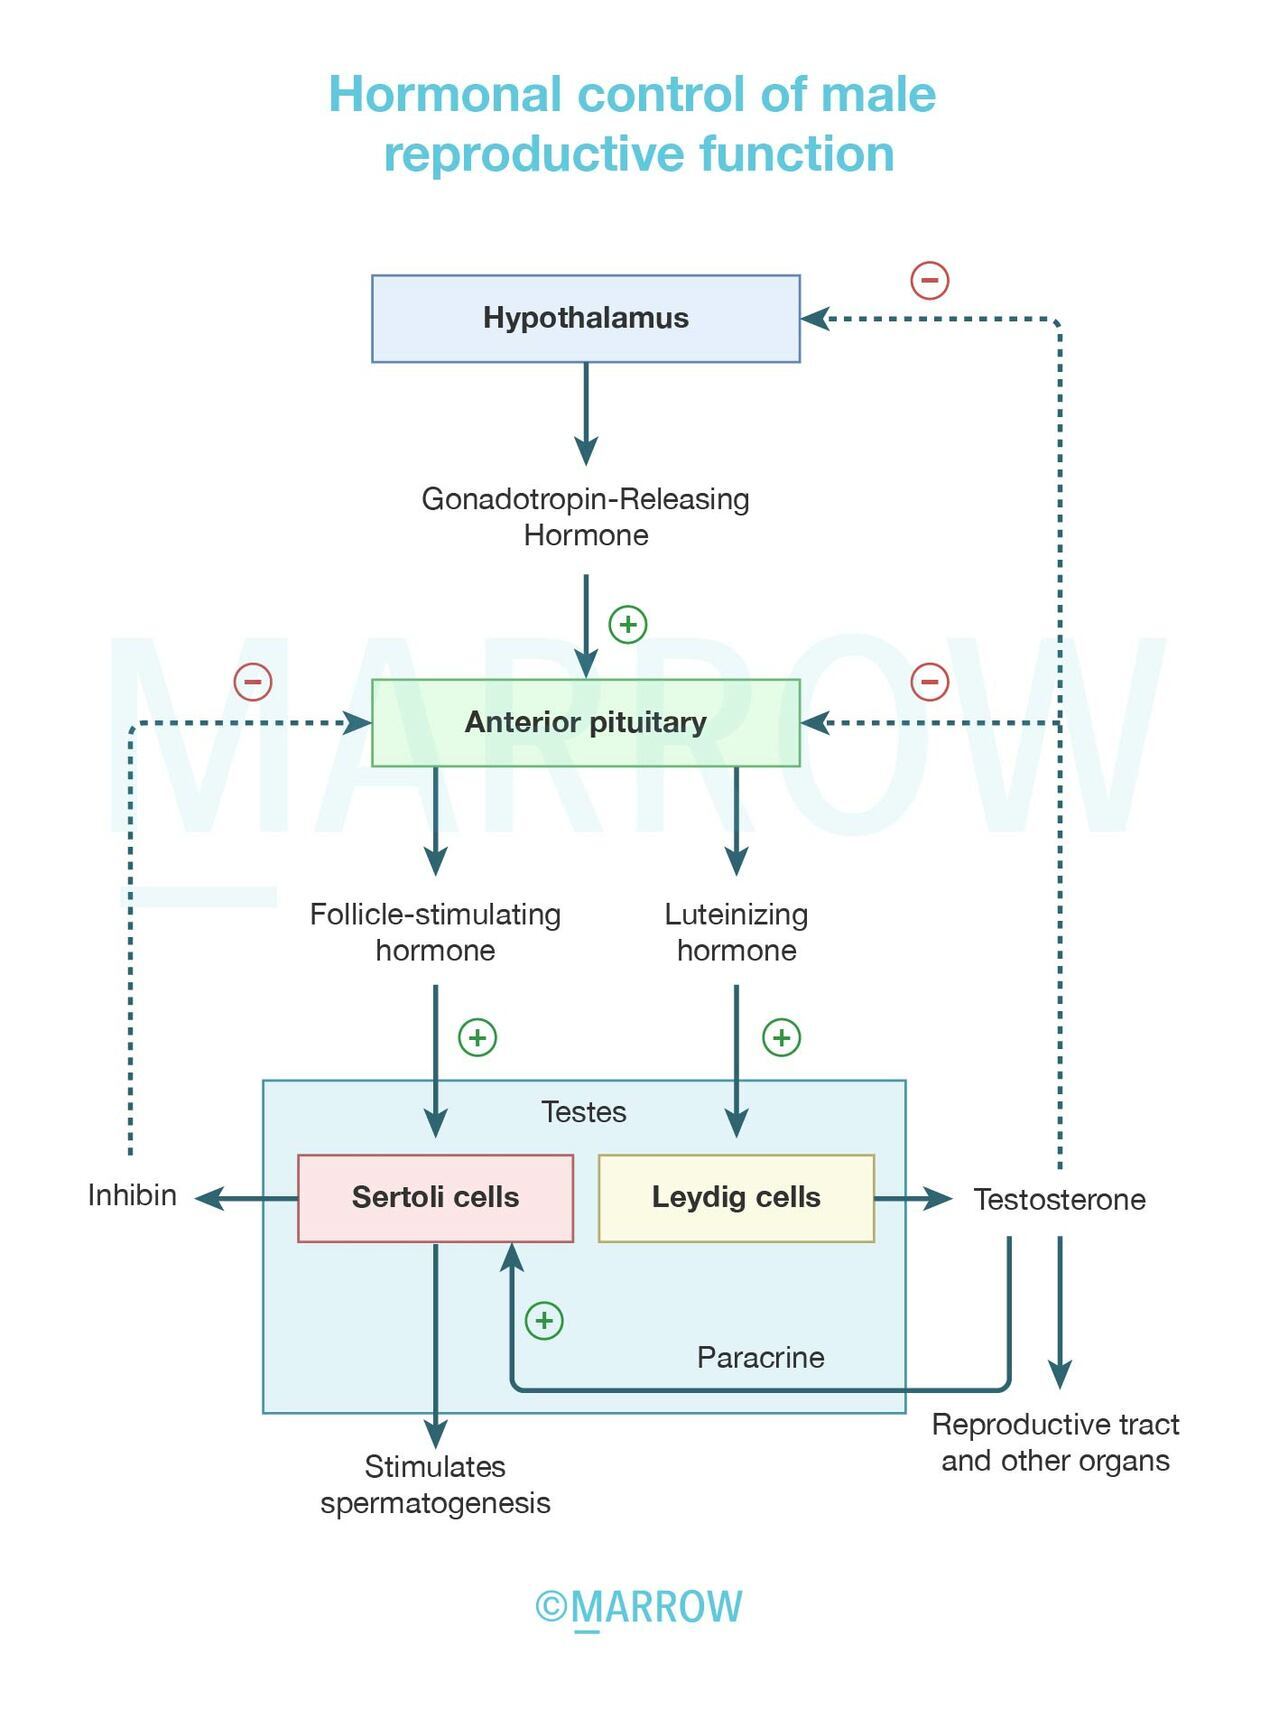 Hormonal control of male
reproductive function
−
Hypothalamus
Gonadotropin-Releasing
Hormone
+
−
−
Anterior pituitary
MARROW
Follicle-stimulating
hormone
Luteinizing
hormone
+
+
Testes
Inhibin
Sertoli cells
Leydig cells
Testosterone
+
Paracrine
Reproductive tract
and other organs
Stimulates
spermatogenesis
©MARROW